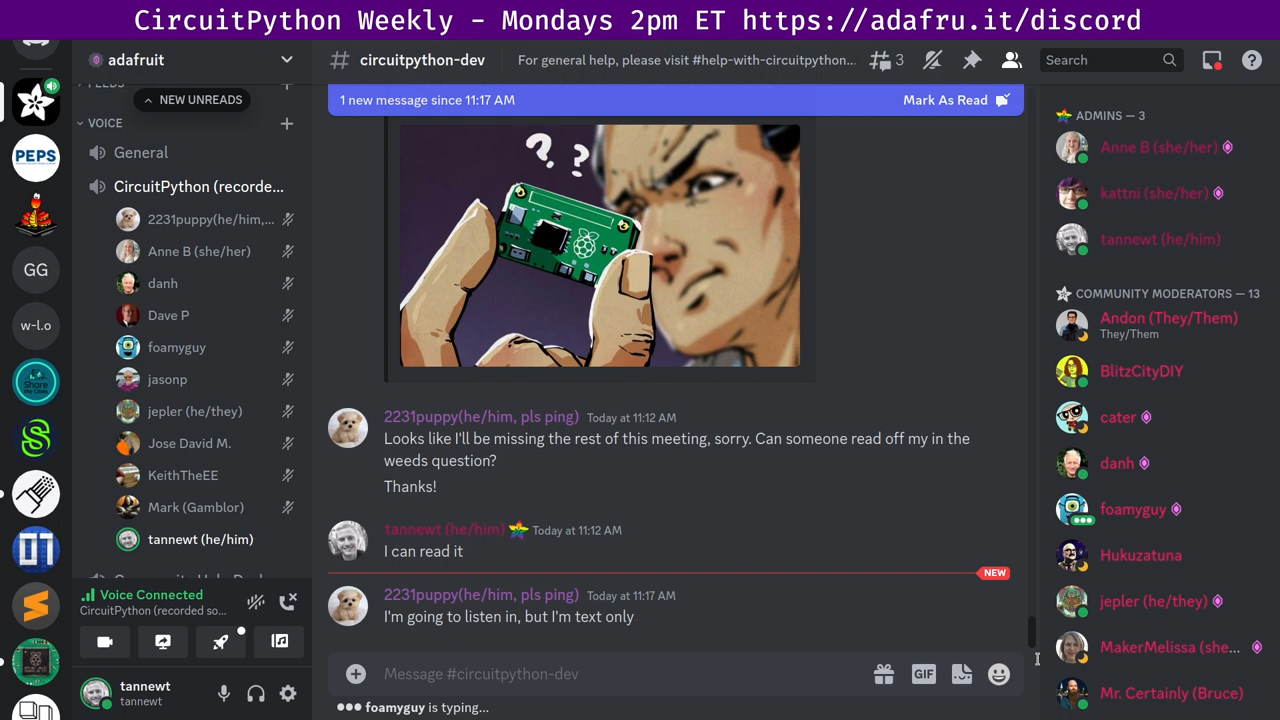 CircuitPython Weekly - Mondays 2pm ET https://adafru.it/discord
adafruit
NEW UNREADS
VOICE
General
CircuitPython (recorde...
2231puppy(he/him,...
Anne B (she/her)
danh
Dave P
foamyguy
jasonp
jepler (he/they)
Jose David M.
KeithTheEE
Mark (Gamblor)
tannewt (he/him)
Voice Connected
CircuitPython (recorded so...
tannewt
tannewt
PEPS
GG
w-l.o
Share
# circuitpython-dev
For general help, please visit #help-with-circuitpython...
3
Search
1 new message since 11:17 AM
Mark As Read
? ?
2231puppy(he/him, pls ping) Today at 11:12 AM
Looks like I'll be missing the rest of this meeting, sorry. Can someone read off my in the
weeds question?
Thanks!
tannewt (he/him) Today at 11:12 AM
I can read it
NEW
2231puppy(he/him, pls ping) Today at 11:17 AM
I'm going to listen in, but I'm text only
Message #circuitpython-dev
GIF
foamyguy is typing...
ADMINS — 3
Anne B (she/her)
kattni (she/her)
tannewt (he/him)
COMMUNITY MODERATORS — 13
Andon (They/Them)
They/Them
BlitzCityDIY
cater
danh
foamyguy
Hukuzatuna
jepler (he/they)
MakerMelissa (she...
Mr. Certainly (Bruce)